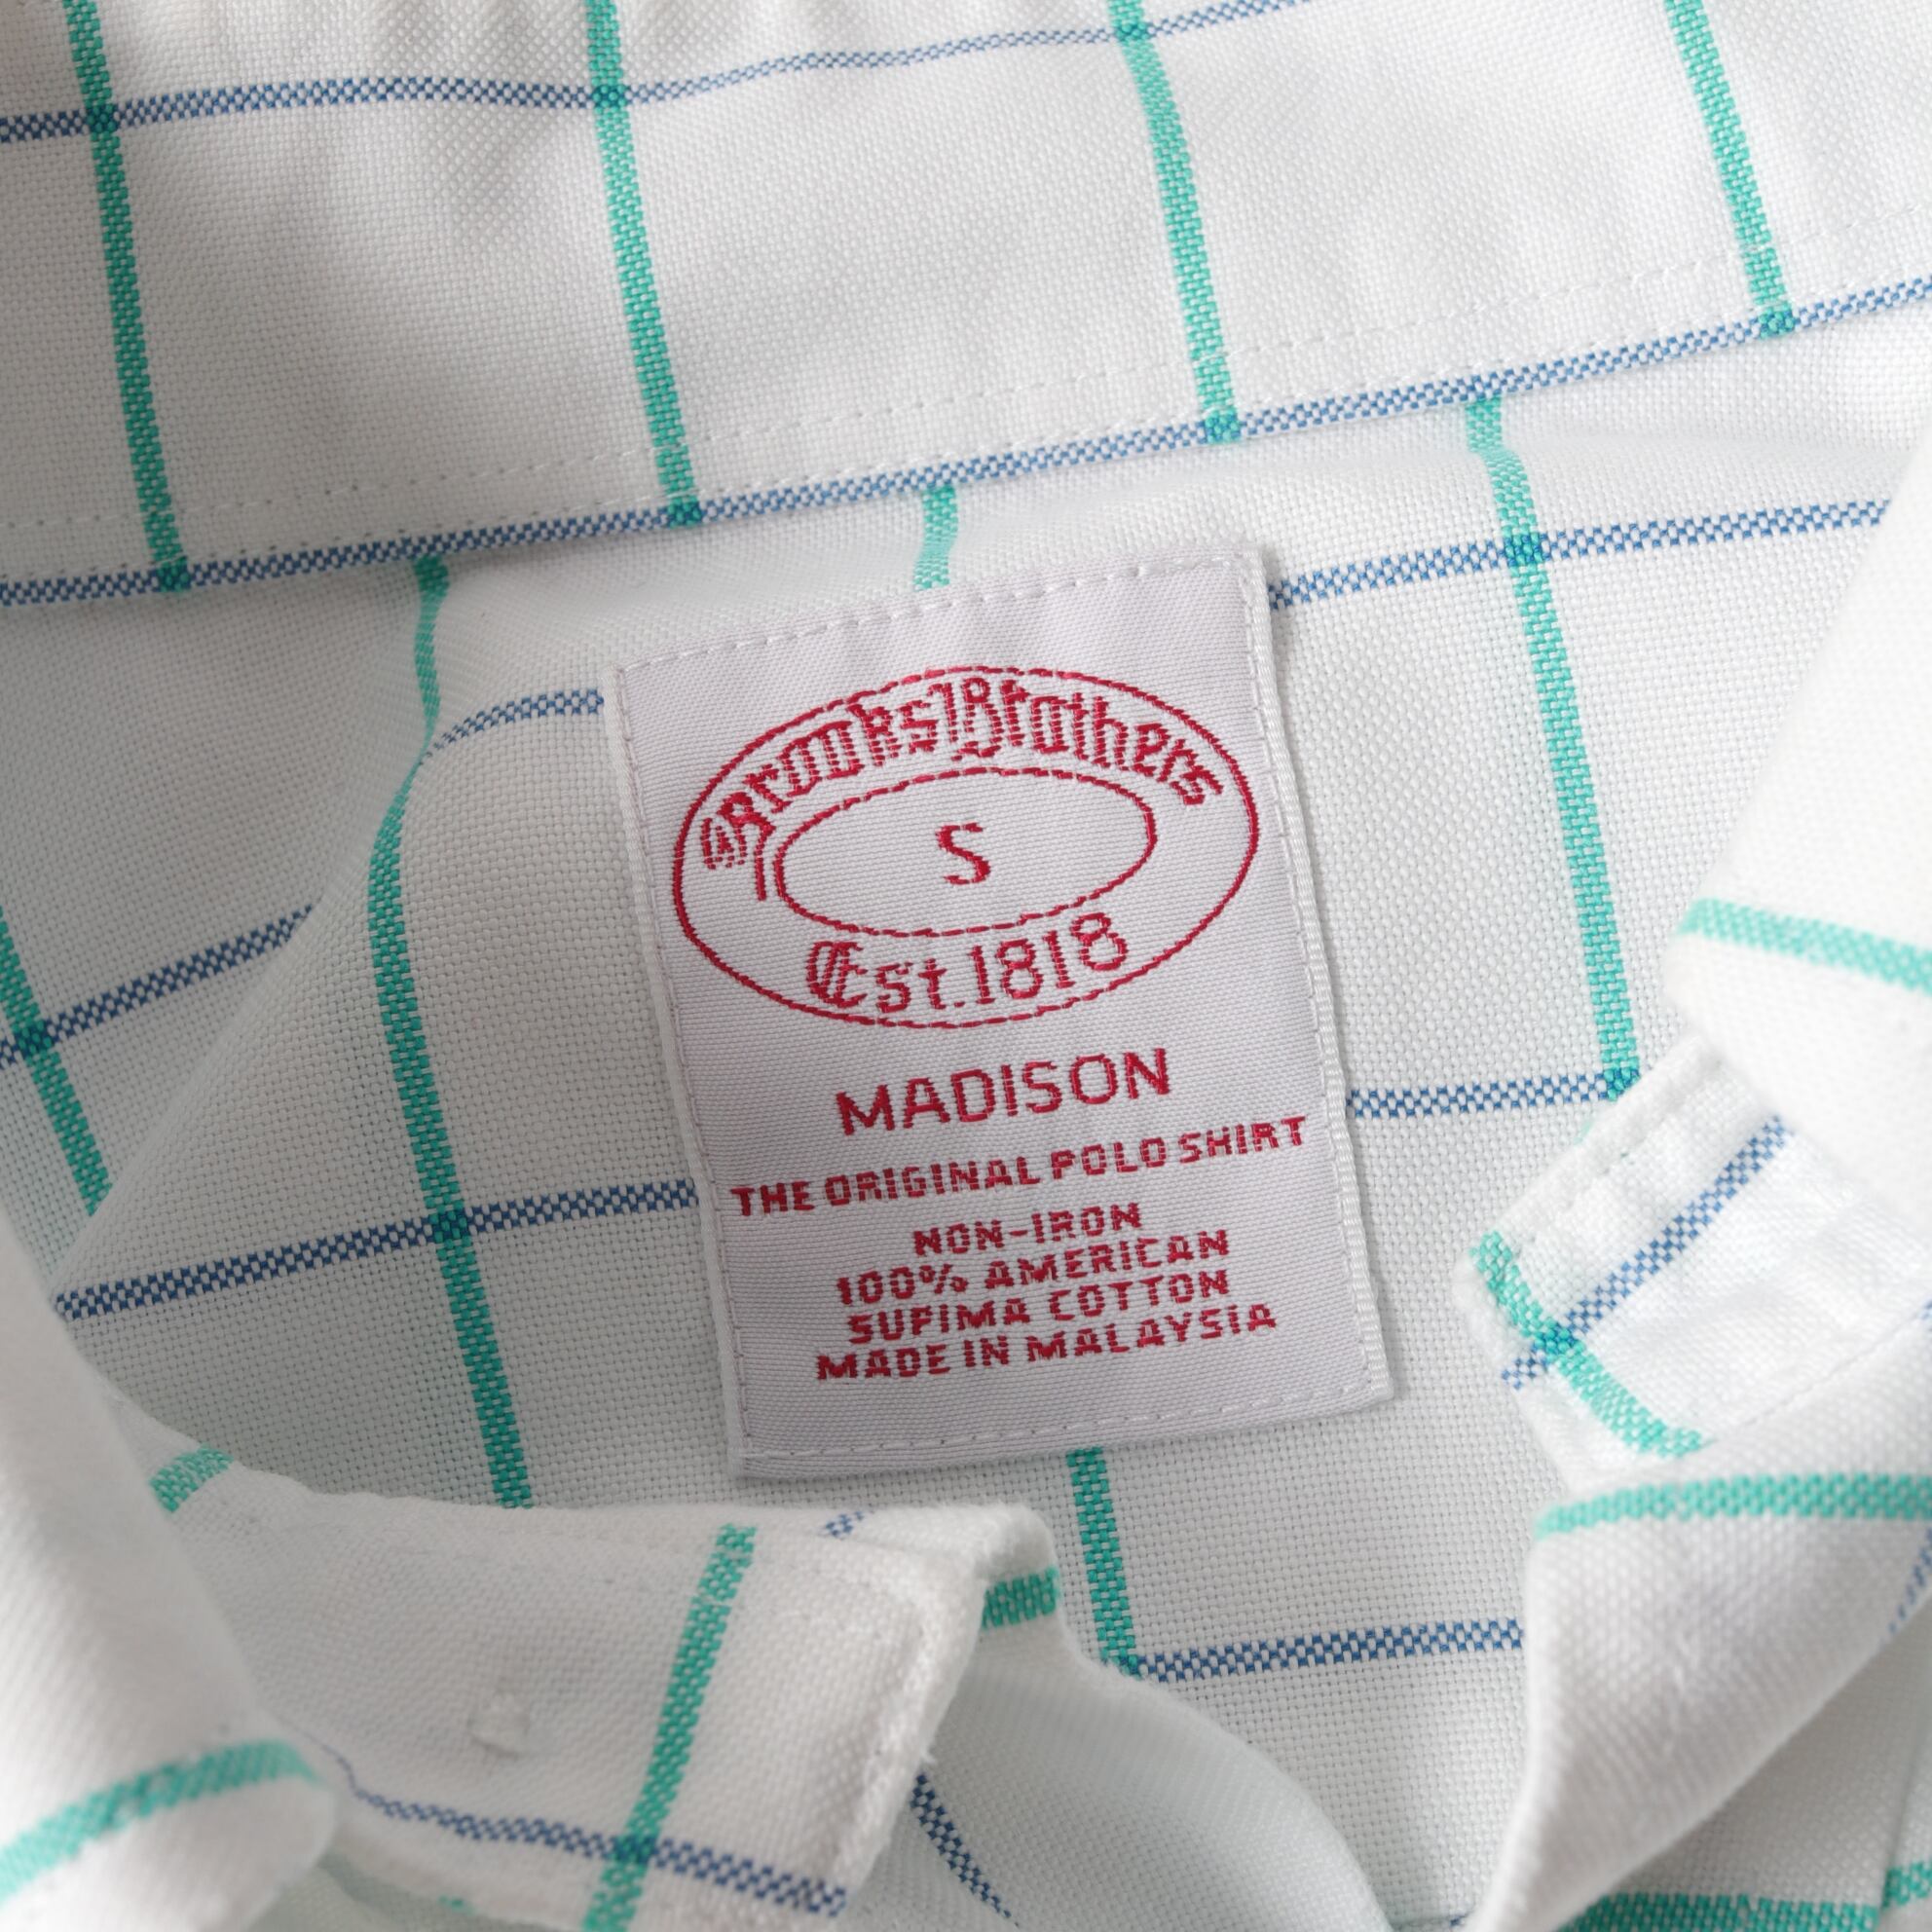 Brooks Brothers
S
Est. 1818
MADISON
THE ORIGINAL POLO SHIRT
NON-IRON
100% AMERICAN
SUPIMA COTTON
MADE IN MALAYSIA